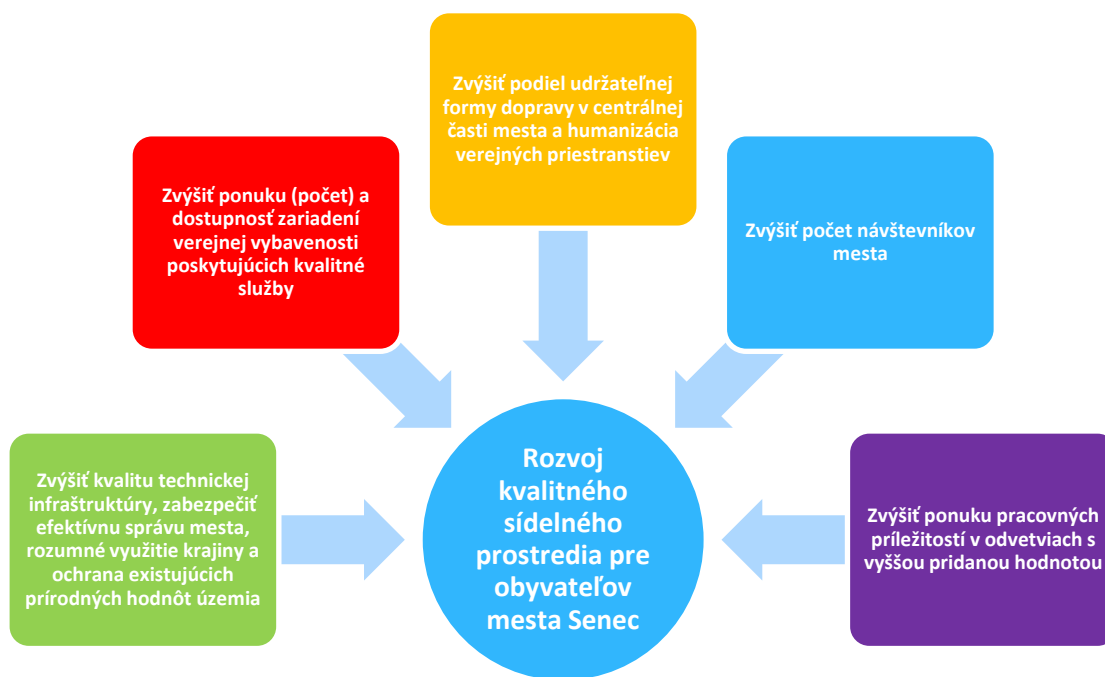 Zvýšiť podiel udržateľnej
formy dopravy v centrálnej
časti mesta a humanizácia
verejných priestranstiev
Zvýšiť ponuku (počet) a
dostupnosť zariadení
verejnej vybavenosti
poskytujúcich kvalitné
služby
Zvýšiť počet návštevníkov
mesta
Zvýšiť kvalitu technickej
infraštruktúry, zabezpečiť
efektívnu správu mesta,
rozumné využitie krajiny a
ochrana existujúcich
prírodných hodnôt územia
Rozvoj
kvalitného
sídelného
prostredia pre
obyvateľov
mesta Senec
Zvýšiť ponuku pracovných
príležitostí v odvetviach s
vyššou pridanou hodnotou